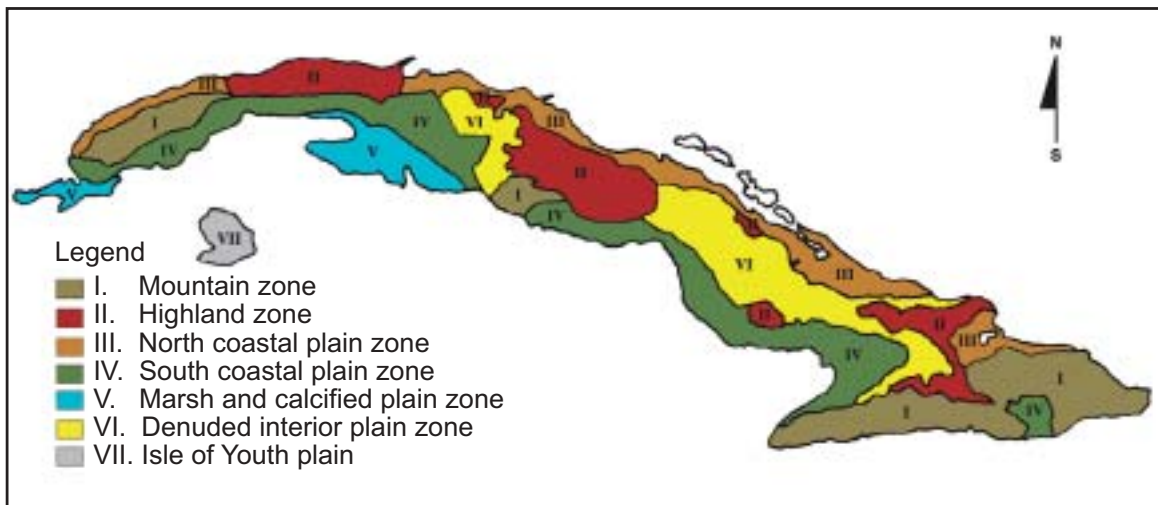 N
S
III
II
I
IV
V
IV
V
VI
II
III
II
I
IV
VII
II
VI
III
II
IV
II
III
I
I
IV
Legend
I. Mountain zone
II. Highland zone
III. North coastal plain zone
IV. South coastal plain zone
V. Marsh and calcified plain zone
VI. Denuded interior plain zone
VII. Isle of Youth plain